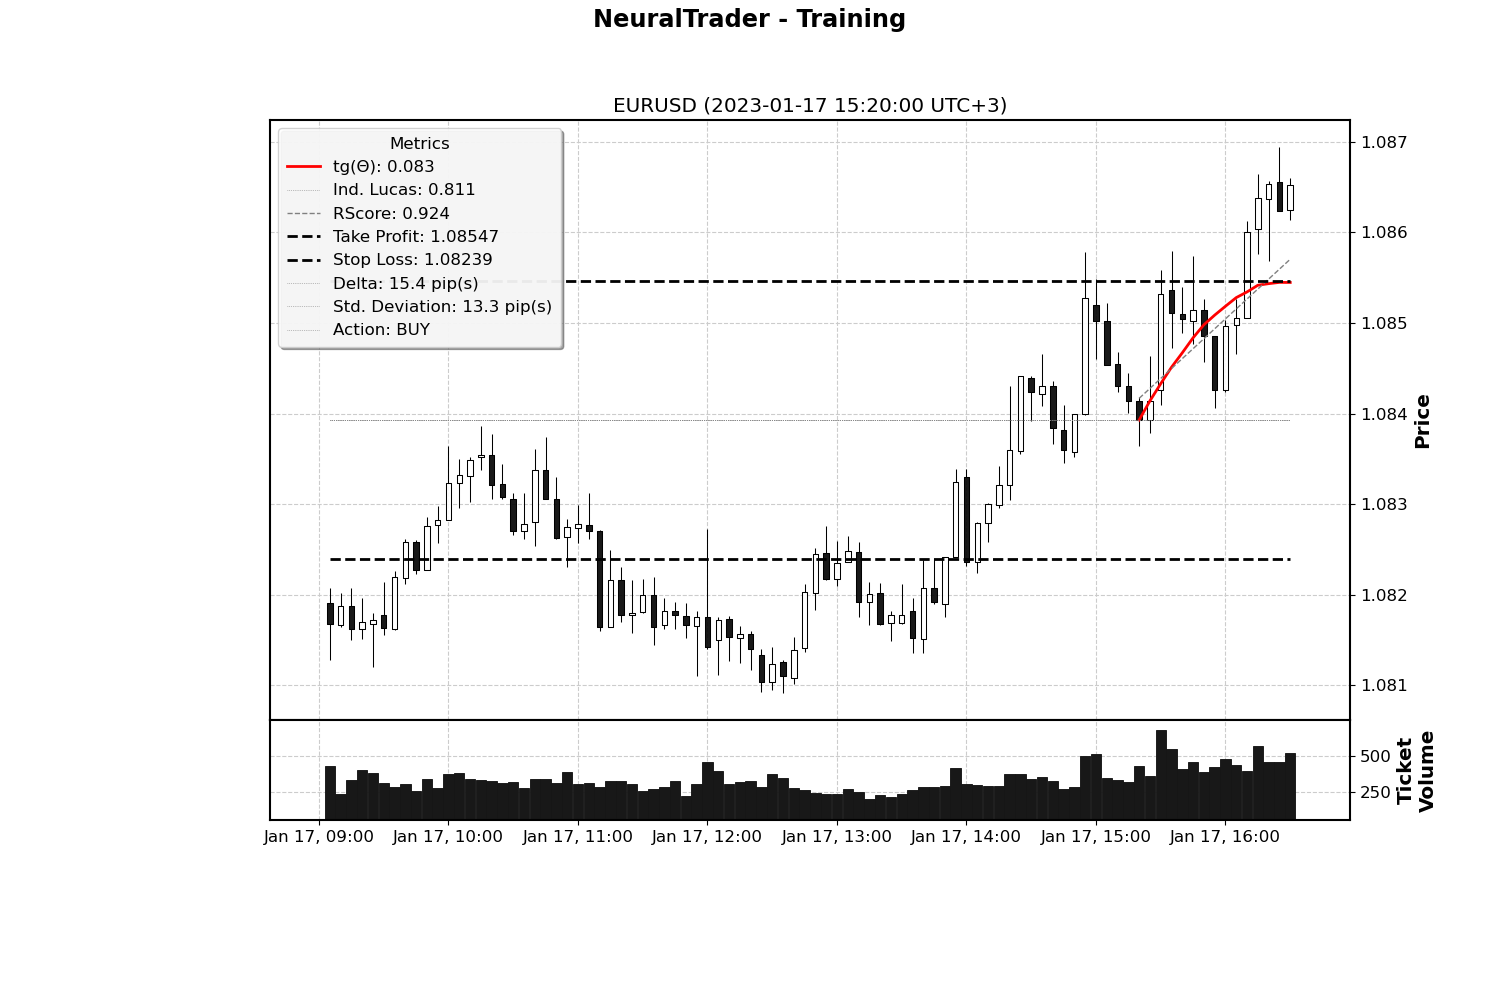 NeuralTrader - Training
EURUSD (2023-01-17 15:20:00 UTC+3)
Metrics
tg(Θ): 0.083
Ind. Lucas: 0.811
RScore: 0.924
Take Profit: 1.08547
Stop Loss: 1.08239
Delta: 15.4 pip(s)
Std. Deviation: 13.3 pip(s)
Action: BUY
1.087
1.086
1.085
1.084
1.083
1.082
1.081
Price
500
250
Ticket
Volume
Jan 17, 09:00
Jan 17, 10:00
Jan 17, 11:00
Jan 17, 12:00
Jan 17, 13:00
Jan 17, 14:00
Jan 17, 15:00
Jan 17, 16:00